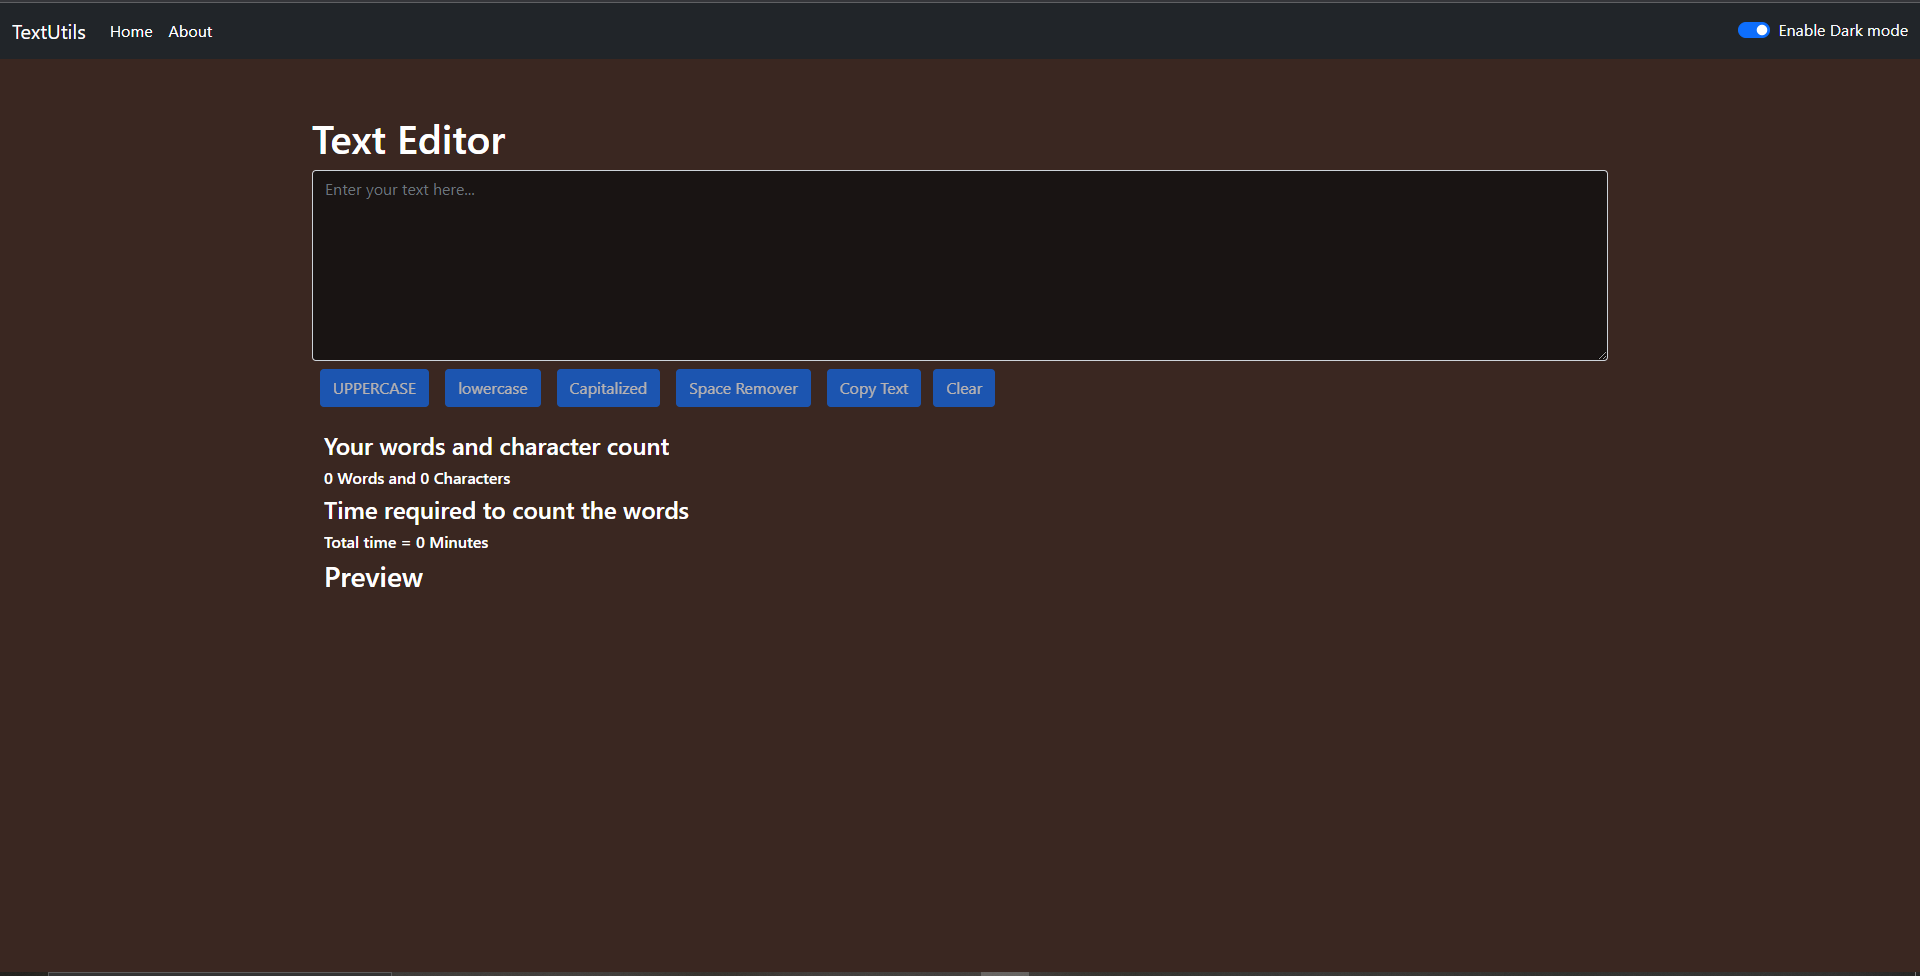 TextUtils Home About Enable Dark mode
Text Editor
Enter your text here...
UPPERCASE lowercase Capitalized Space Remover Copy Text Clear
Your words and character count
0 Words and 0 Characters
Time required to count the words
Total time = 0 Minutes
Preview